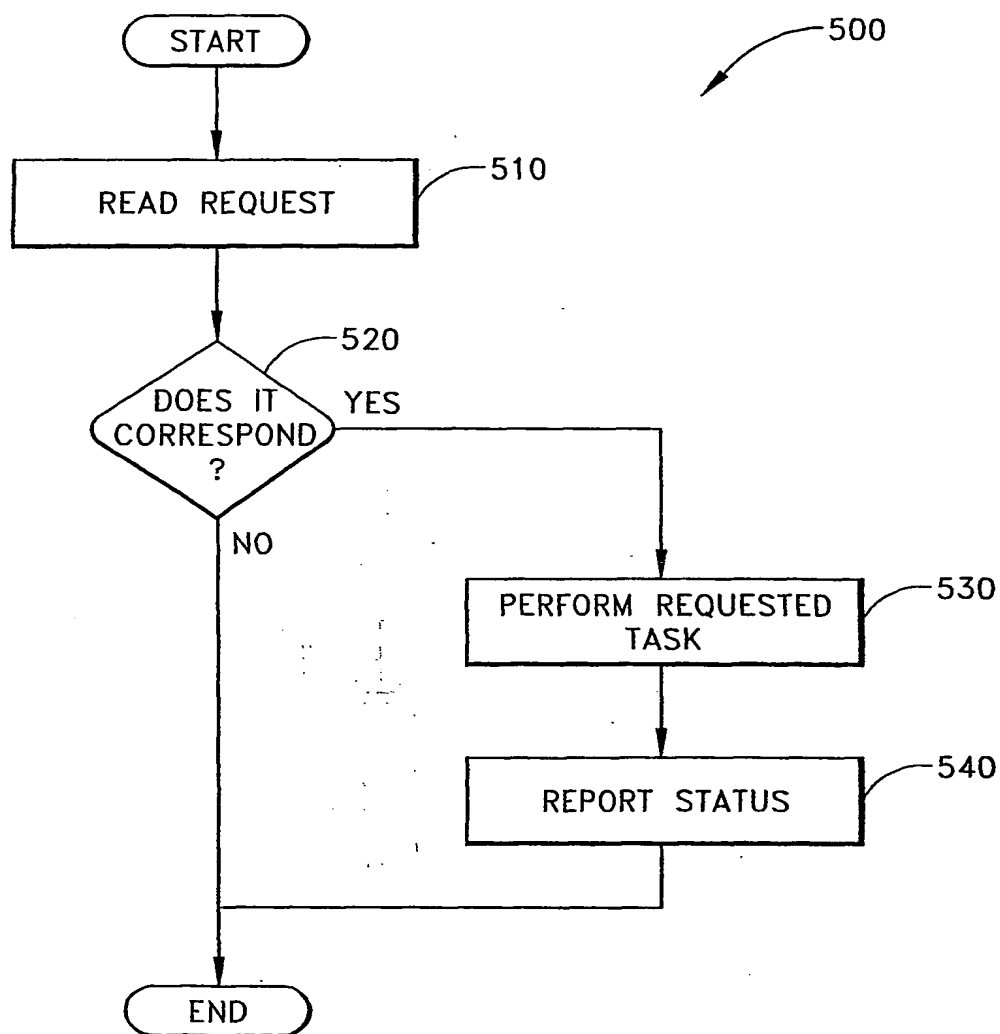 START
500
READ REQUEST
510
520
DOES IT
CORRESPOND
?
YES
NO
PERFORM REQUESTED
TASK
530
REPORT STATUS
540
END